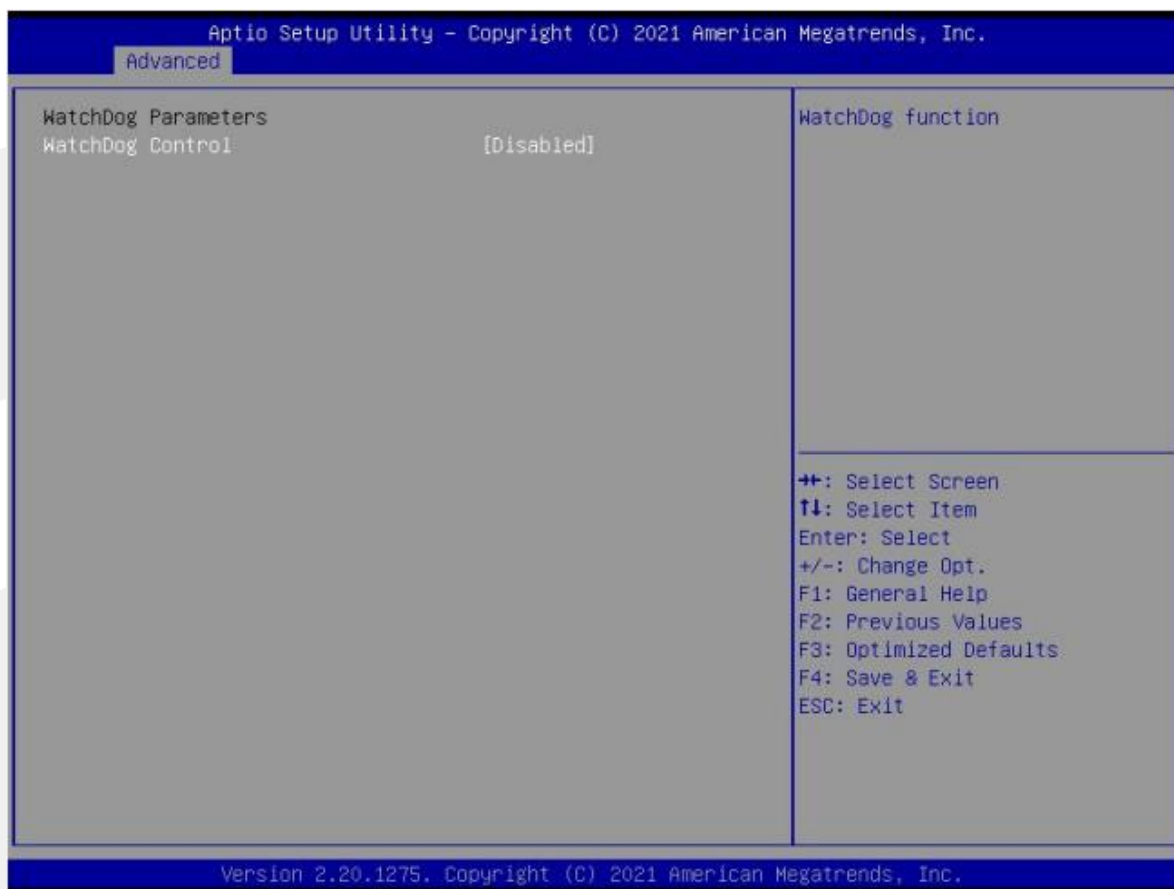 Aptio Setup Utility – Copyright (C) 2021 American Megatrends, Inc.
Advanced
WatchDog Parameters
WatchDog Control [Disabled]
WatchDog function
→←: Select Screen
↑↓: Select Item
Enter: Select
+/-: Change Opt.
F1: General Help
F2: Previous Values
F3: Optimized Defaults
F4: Save & Exit
ESC: Exit
Version 2.20.1275. Copyright (C) 2021 American Megatrends, Inc.